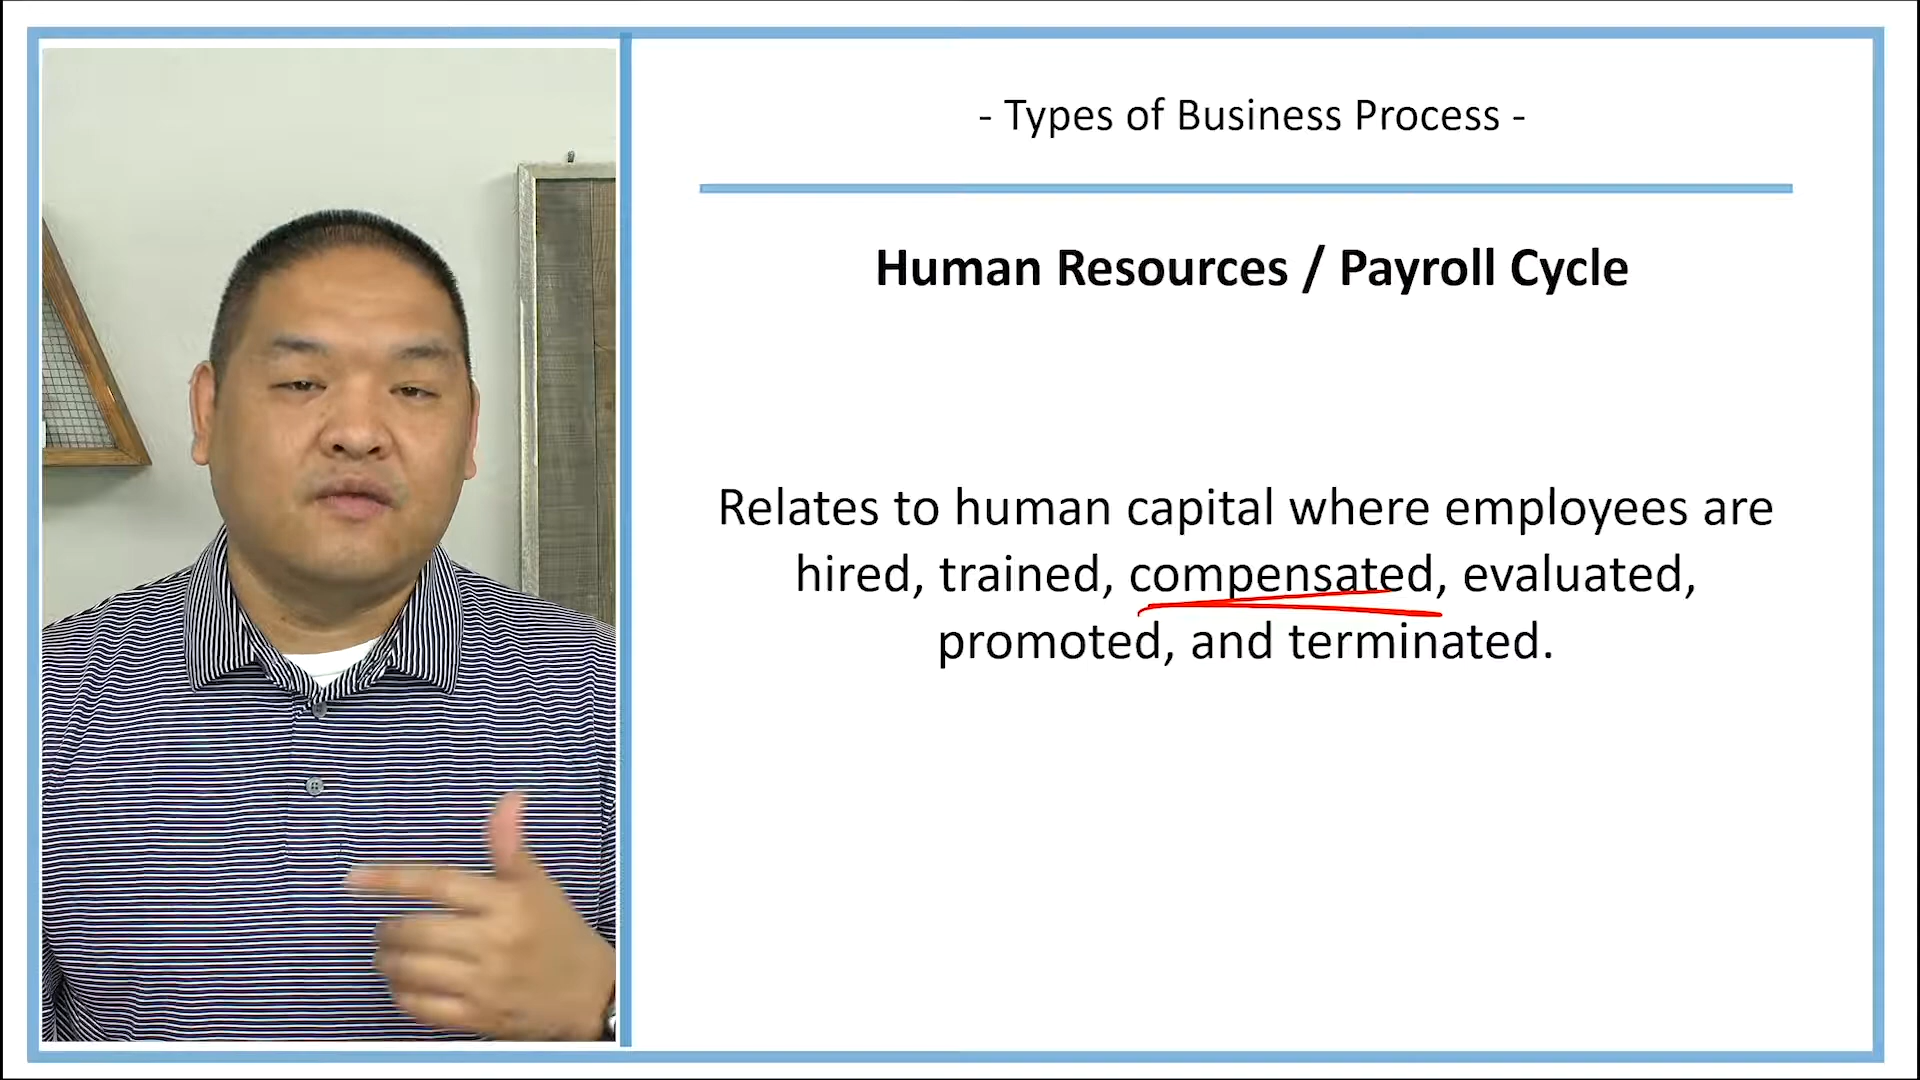 - Types of Business Process -
Human Resources / Payroll Cycle
Relates to human capital where employees are
hired, trained, compensated, evaluated,
promoted, and terminated.